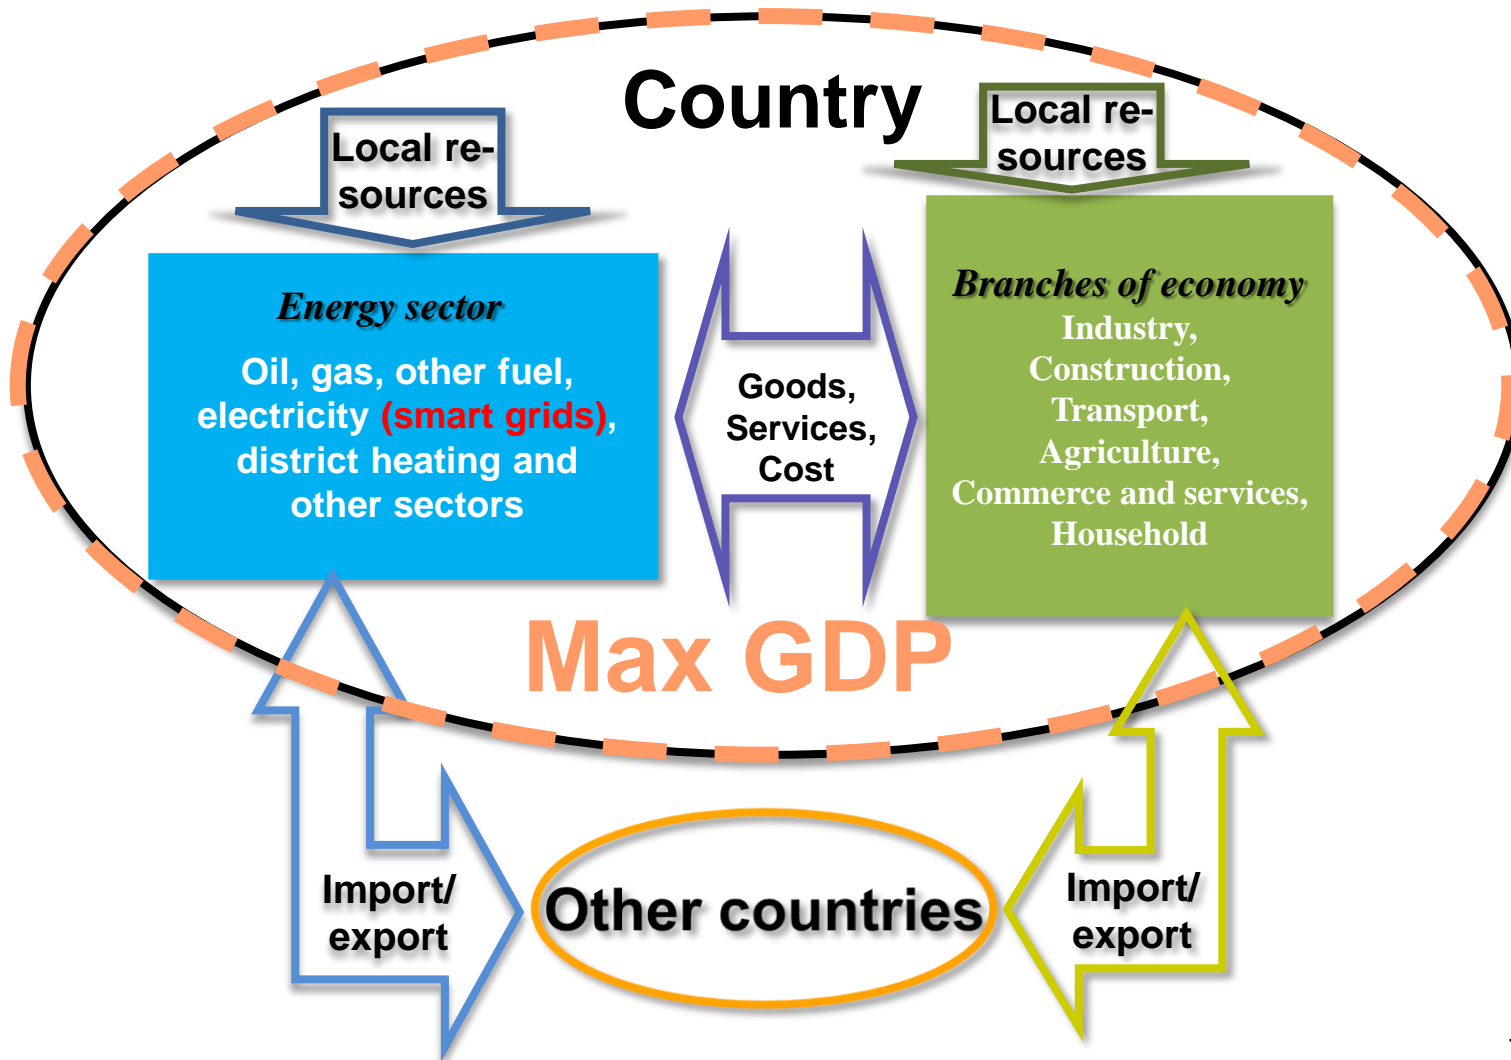 Country
Local re-
sources
Local re-
sources
Energy sector
Oil, gas, other fuel,
electricity (smart grids),
district heating and
other sectors
Goods,
Services,
Cost
Branches of economy
Industry,
Construction,
Transport,
Agriculture,
Commerce and services,
Household
Max GDP
Import/
export
Other countries
Import/
export